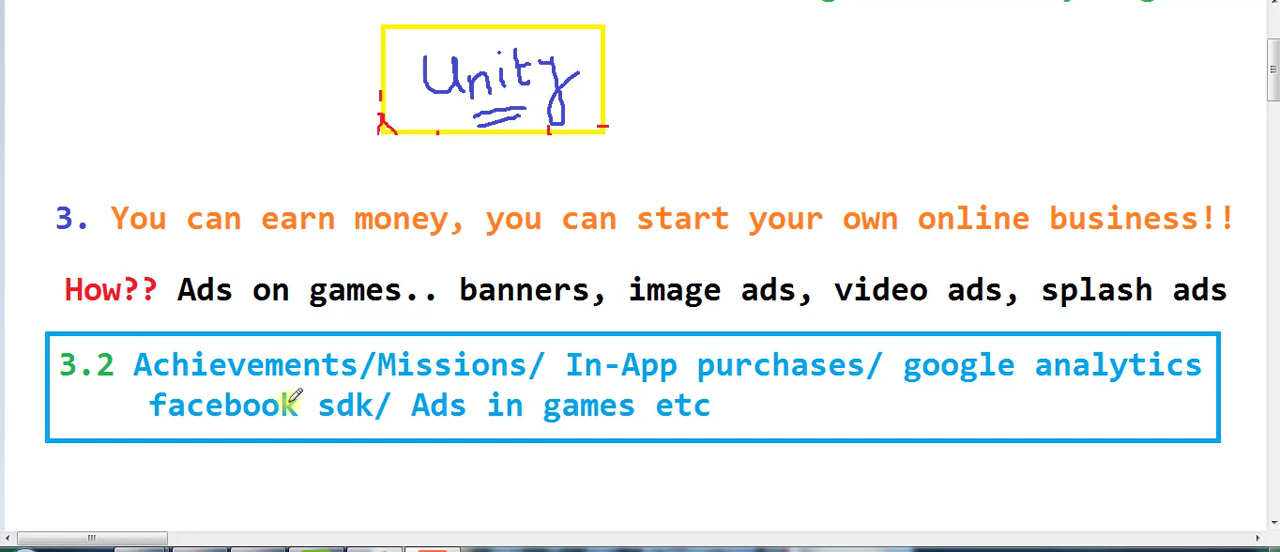 Unity
3. You can earn money, you can start your own online business!!
How?? Ads on games.. banners, image ads, video ads, splash ads
3.2 Achievements/Missions/ In-App purchases/ google analytics
facebook sdk/ Ads in games etc